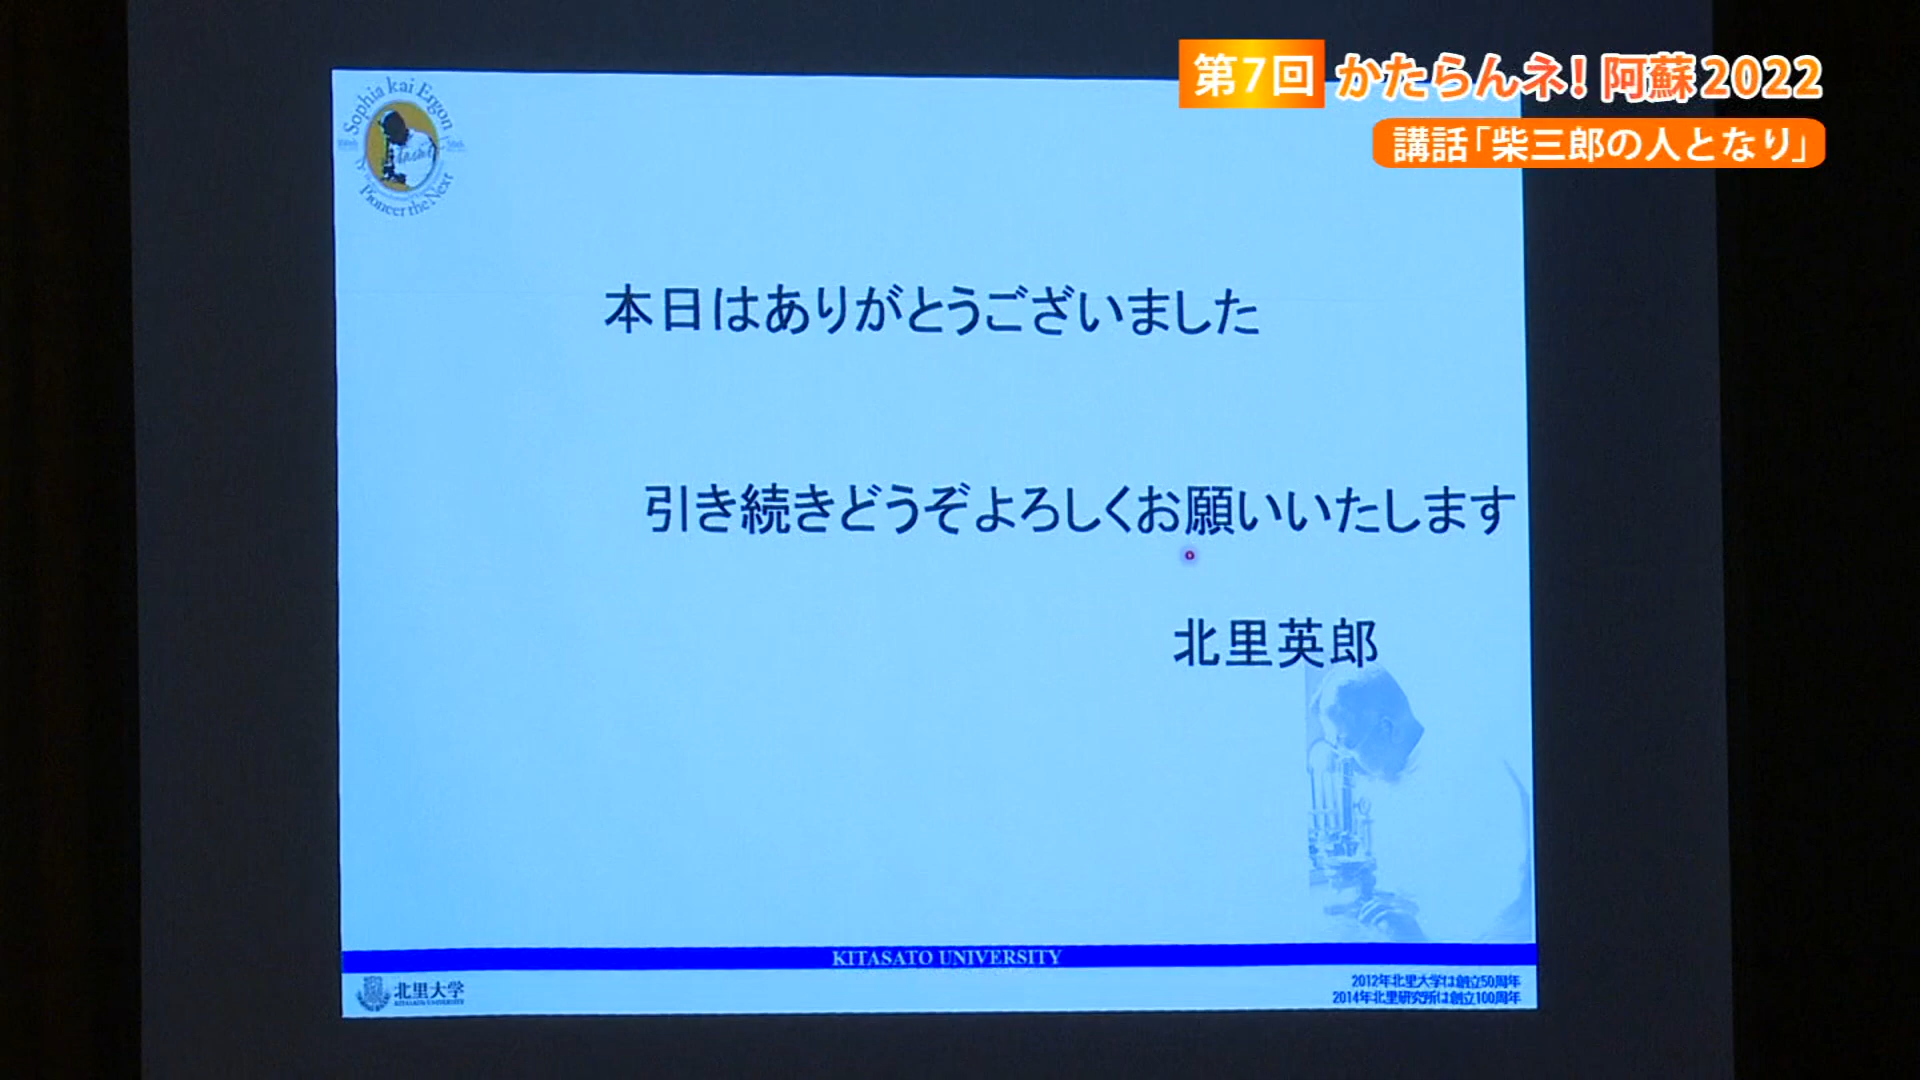 第7回 かたらんネ！阿蘇2022
講話「柴三郎の人となり」
Sophia kai Ergon
Pioneer the Next
本日はありがとうございました
引き続きどうぞよろしくお願いいたします
北里英郎
KITASATO UNIVERSITY
北里大学
KITASATO UNIVERSITY
2012年北里大学は創立50周年
2014年北里研究所は創立100周年